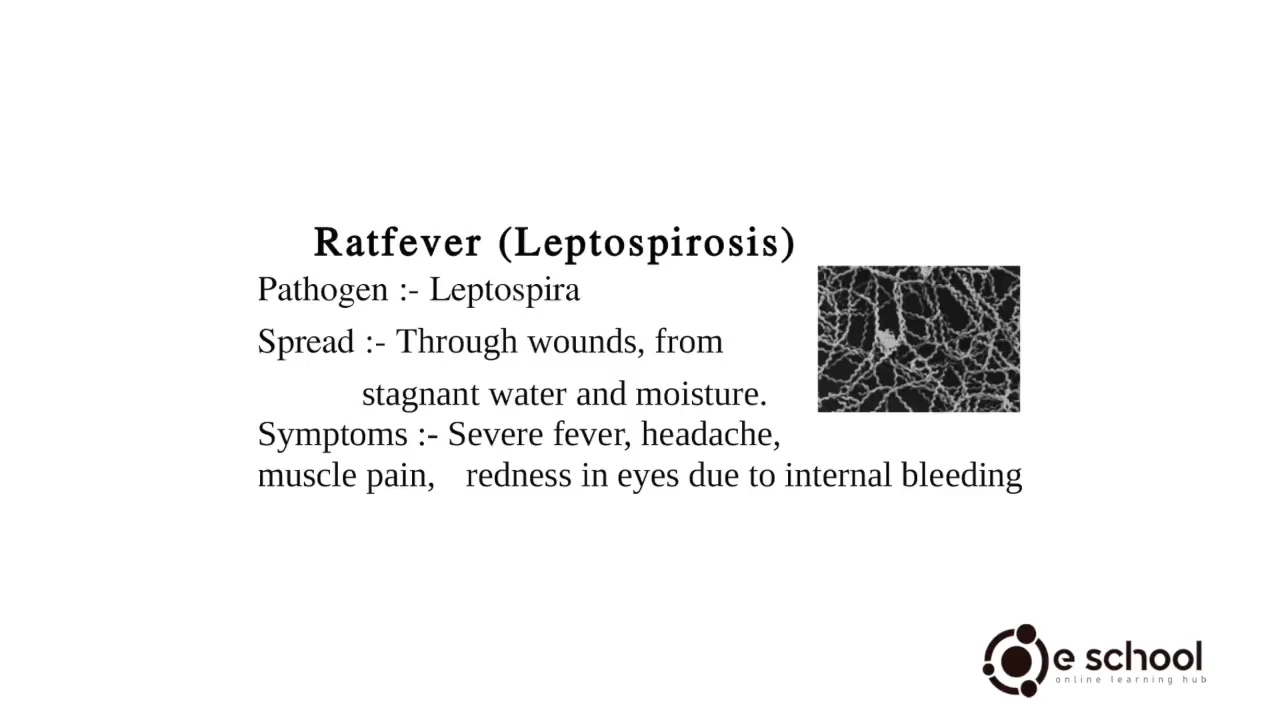 Ratfever (Leptospirosis)
Pathogen :- Leptospira
Spread :- Through wounds, from
stagnant water and moisture.
Symptoms :- Severe fever, headache,
muscle pain, redness in eyes due to internal bleeding
e school
online learning hub